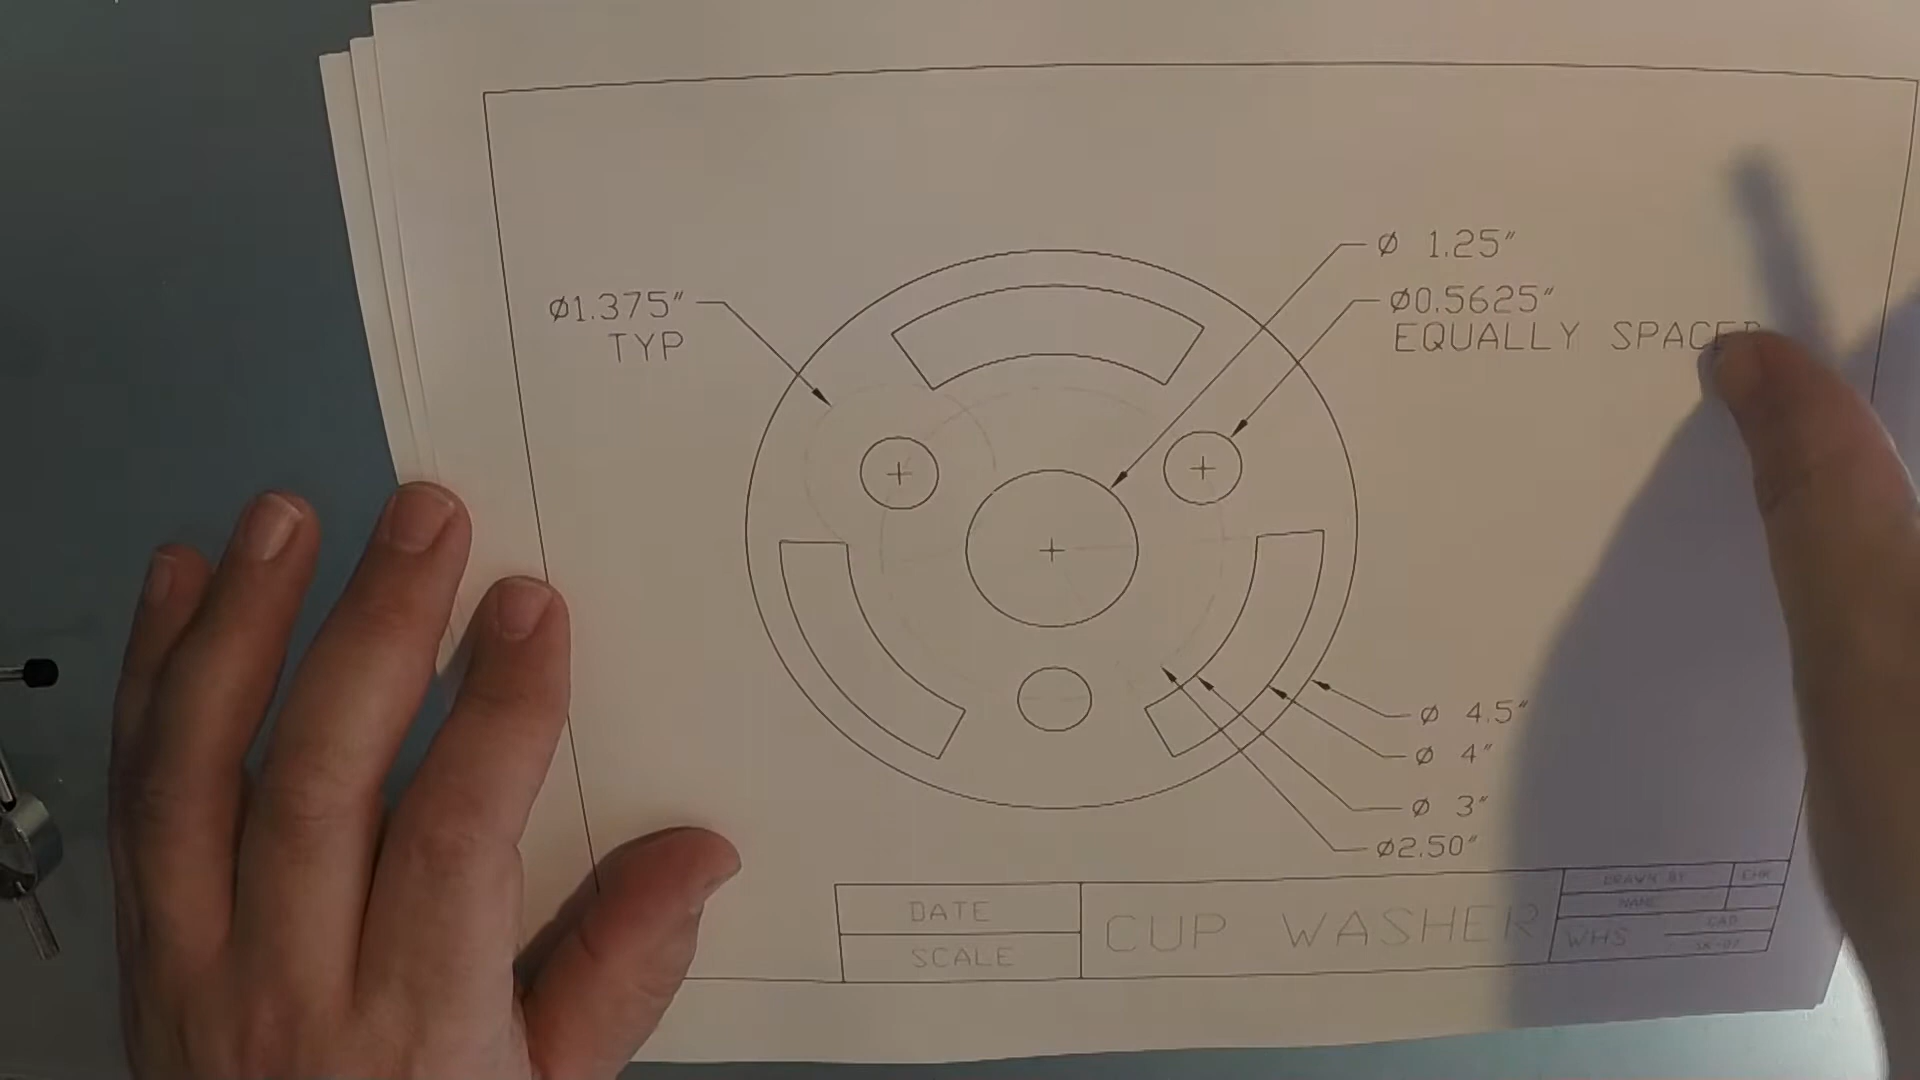 Ø 1.25"
Ø1.375"
TYP
Ø0.5625"
EQUALLY SPACED
Ø 4.5"
Ø 4"
Ø 3"
Ø2.50"
DATE
SCALE
CUP WASHER
DRAWN BY
NAME
WHS
CAD